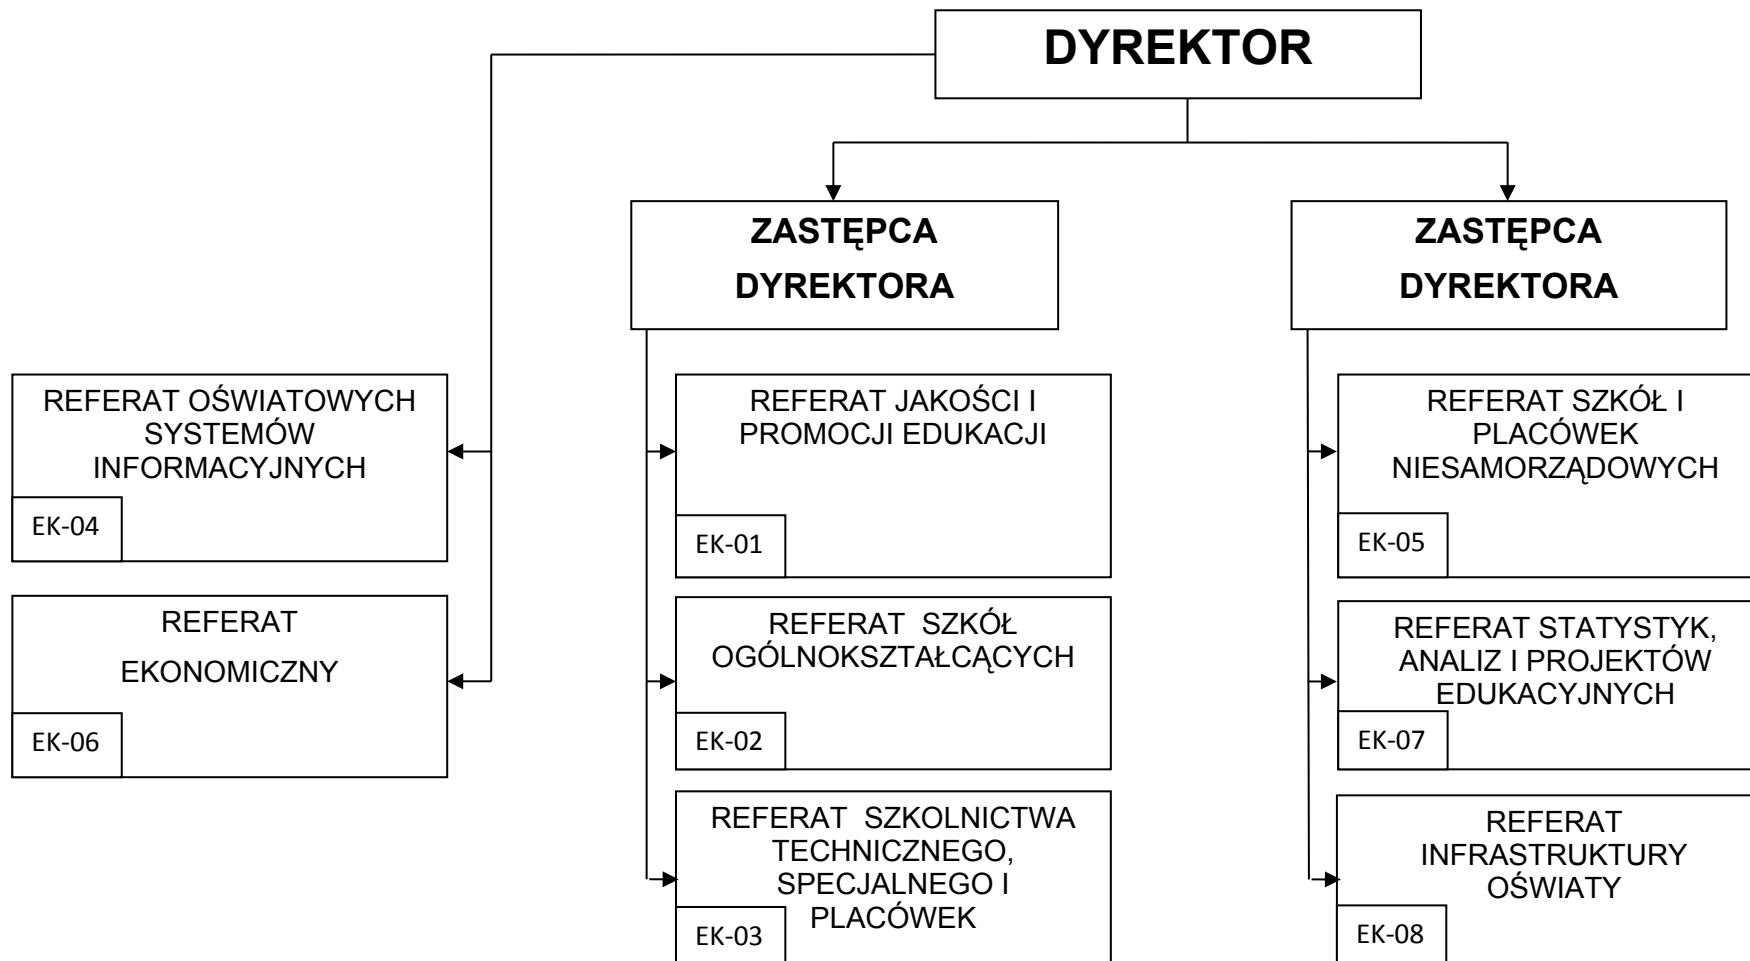 DYREKTOR
ZASTĘPCA
DYREKTORA
ZASTĘPCA
DYREKTORA
REFERAT OŚWIATOWYCH
SYSTEMÓW
INFORMACYJNYCH
EK-04
REFERAT
EKONOMICZNY
EK-06
REFERAT JAKOŚCI I
PROMOCJI EDUKACJI
EK-01
REFERAT SZKÓŁ
OGÓLNOKSZTAŁCĄCYCH
EK-02
REFERAT SZKOLNICTWA
TECHNICZNEGO,
SPECJALNEGO I
PLACÓWEK
EK-03
REFERAT SZKÓŁ I
PLACÓWEK
NIESAMORZĄDOWYCH
EK-05
REFERAT STATYSTYK,
ANALIZ I PROJEKTÓW
EDUKACYJNYCH
EK-07
REFERAT
INFRASTRUKTURY
OŚWIATY
EK-08